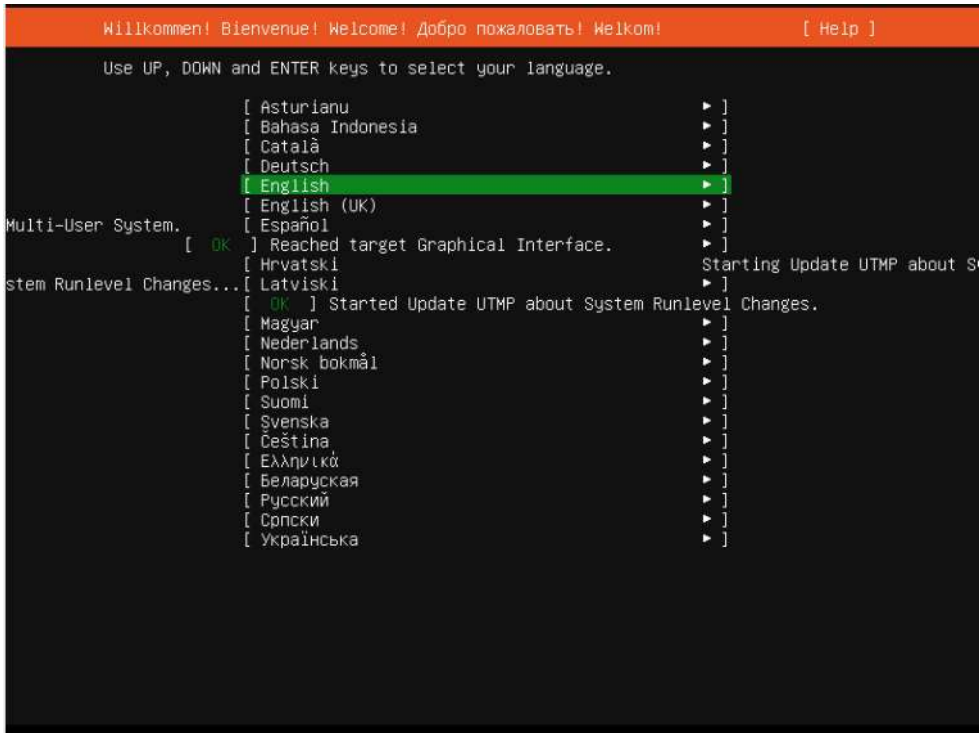 Willkommen! Bienvenue! Welcome! Добро пожаловать! Welkom! [ Help ]
Use UP, DOWN and ENTER keys to select your language.
[ Asturianu ► ]
[ Bahasa Indonesia ► ]
[ Català ► ]
[ Deutsch ► ]
[ English ► ]
[ English (UK) ► ]
Multi-User System. [ Español ► ]
[ OK ] Reached target Graphical Interface. ► ]
[ Hrvatski Starting Update UTMP about S
stem Runlevel Changes...[ Latviski ► ]
[ OK ] Started Update UTMP about System Runlevel Changes.
[ Magyar ► ]
[ Nederlands ► ]
[ Norsk bokmål ► ]
[ Polski ► ]
[ Suomi ► ]
[ Svenska ► ]
[ Čeština ► ]
[ Ελληνικά ► ]
[ Беларуская ► ]
[ Русский ► ]
[ Српски ► ]
[ Українська ► ]